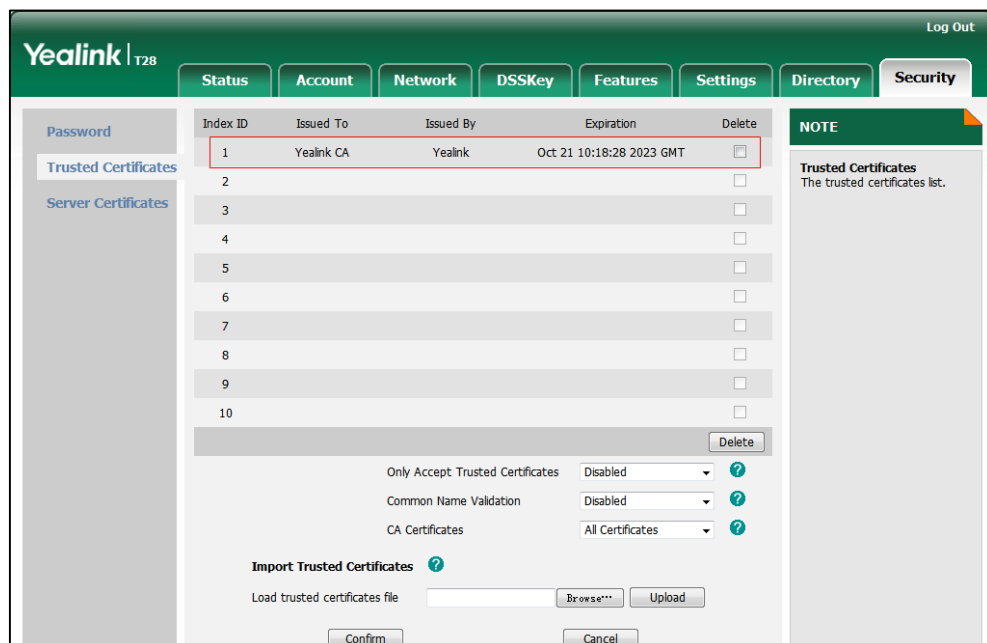 Log Out
Yealink T28
Status Account Network DSSKey Features Settings Directory Security
Password
Trusted Certificates
Server Certificates
Index ID Issued To Issued By Expiration Delete
1 Yealink CA Yealink Oct 21 10:18:28 2023 GMT
2
3
4
5
6
7
8
9
10
Delete
Only Accept Trusted Certificates Disabled ?
Common Name Validation Disabled ?
CA Certificates All Certificates ?
Import Trusted Certificates ?
Load trusted certificates file Browse... Upload
Confirm Cancel
NOTE
Trusted Certificates
The trusted certificates list.